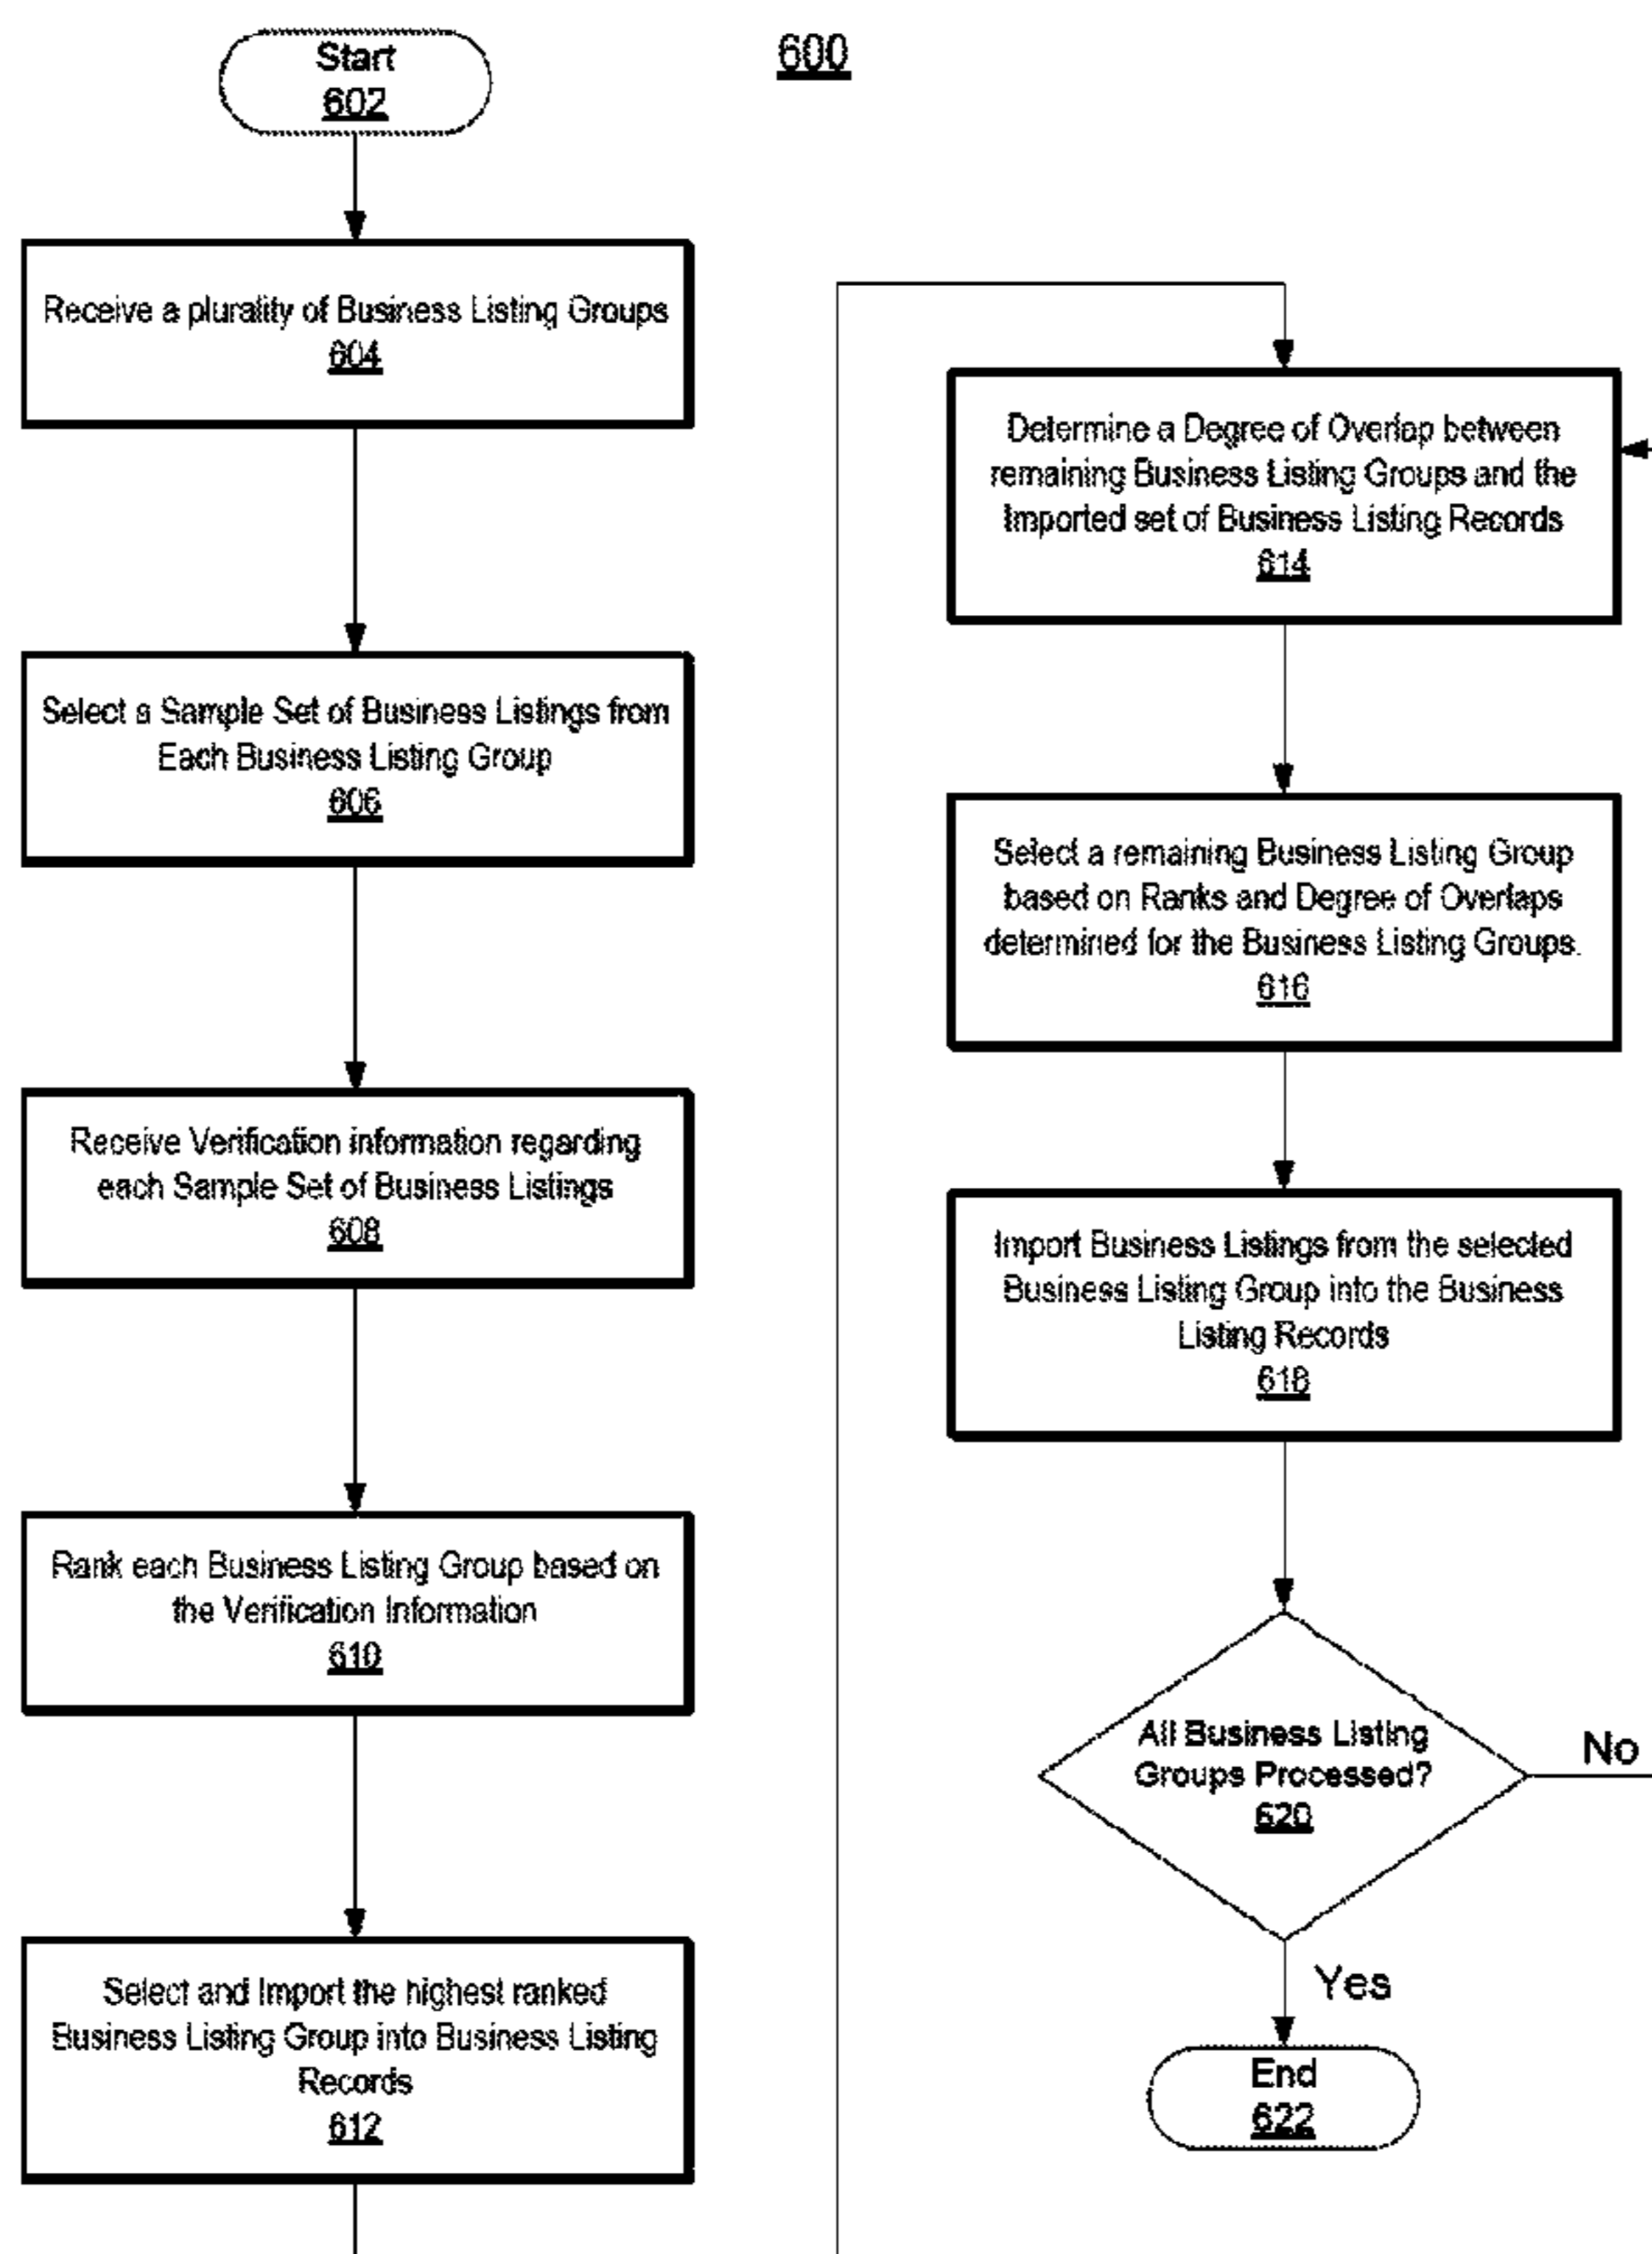 600
Start
602
Receive a plurality of Business Listing Groups
604
Select a Sample Set of Business Listings from
Each Business Listing Group
606
Receive Verification information regarding
each Sample Set of Business Listings
608
Rank each Business Listing Group based on
the Verification Information
610
Select and Import the highest ranked
Business Listing Group into Business Listing
Records
612
Determine a Degree of Overlap between
remaining Business Listing Groups and the
Imported set of Business Listing Records
614
Select a remaining Business Listing Group
based on Ranks and Degree of Overlaps
determined for the Business Listing Groups.
616
Import Business Listings from the selected
Business Listing Group into the Business
Listing Records
618
All Business Listing
Groups Processed?
620
No
Yes
End
622